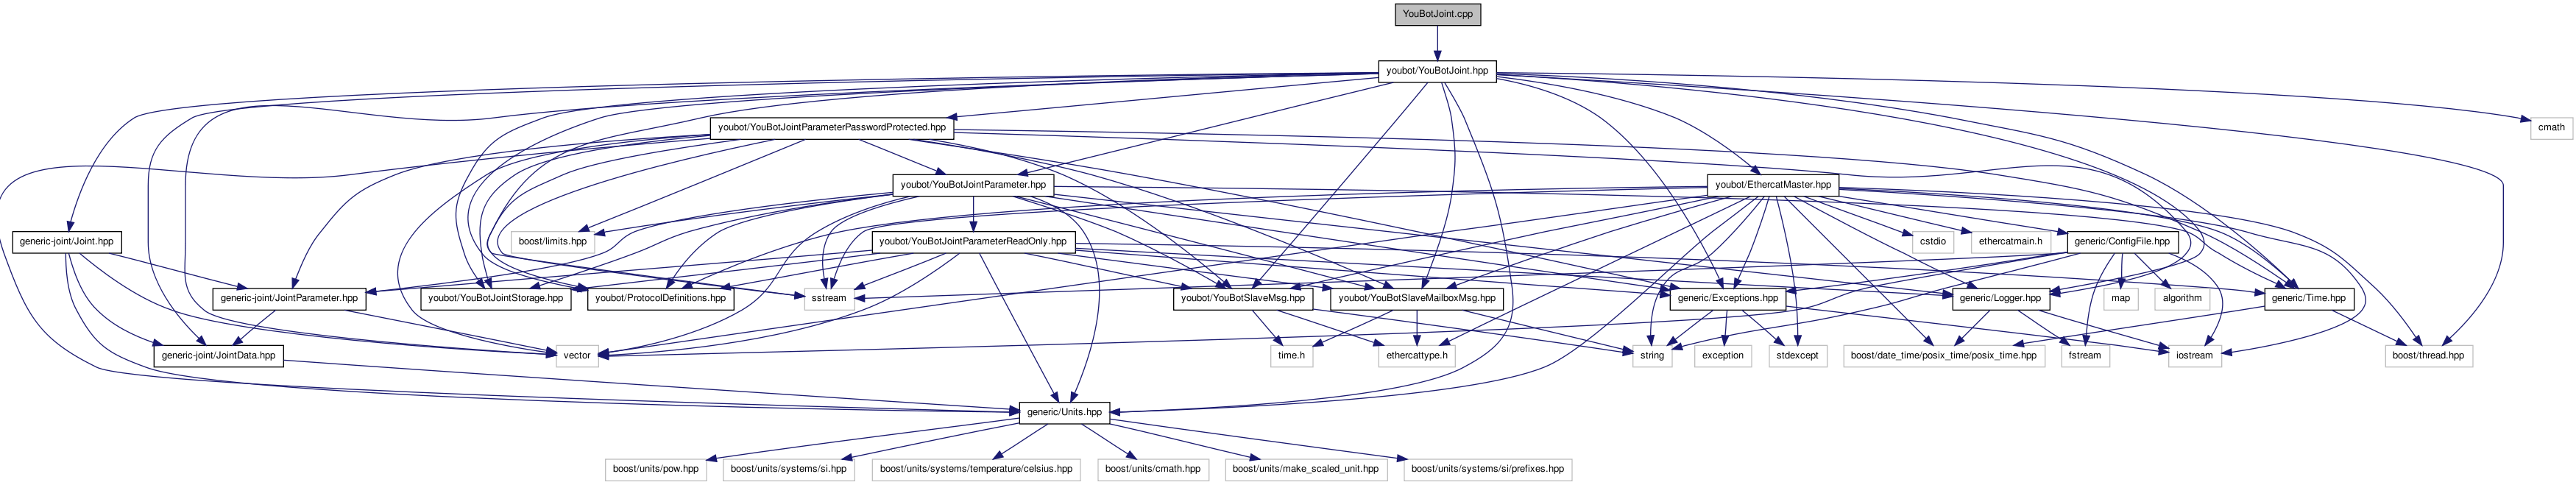 YouBotJoint.cpp
youbot/YouBotJoint.hpp
cmath
youbot/YouBotJointParameterPasswordProtected.hpp
youbot/YouBotJointParameter.hpp
youbot/EthercatMaster.hpp
generic-joint/Joint.hpp
boost/limits.hpp
youbot/YouBotJointParameterReadOnly.hpp
cstdio
ethercatmain.h
generic/ConfigFile.hpp
generic-joint/JointParameter.hpp
youbot/YouBotJointStorage.hpp
youbot/ProtocolDefinitions.hpp
sstream
youbot/YouBotSlaveMsg.hpp
youbot/YouBotSlaveMailboxMsg.hpp
generic/Exceptions.hpp
generic/Logger.hpp
map
algorithm
generic/Time.hpp
generic-joint/JointData.hpp
vector
time.h
ethercattype.h
string
exception
stdexcept
boost/date_time/posix_time/posix_time.hpp
fstream
iostream
boost/thread.hpp
generic/Units.hpp
boost/units/pow.hpp
boost/units/systems/si.hpp
boost/units/systems/temperature/celsius.hpp
boost/units/cmath.hpp
boost/units/make_scaled_unit.hpp
boost/units/systems/si/prefixes.hpp